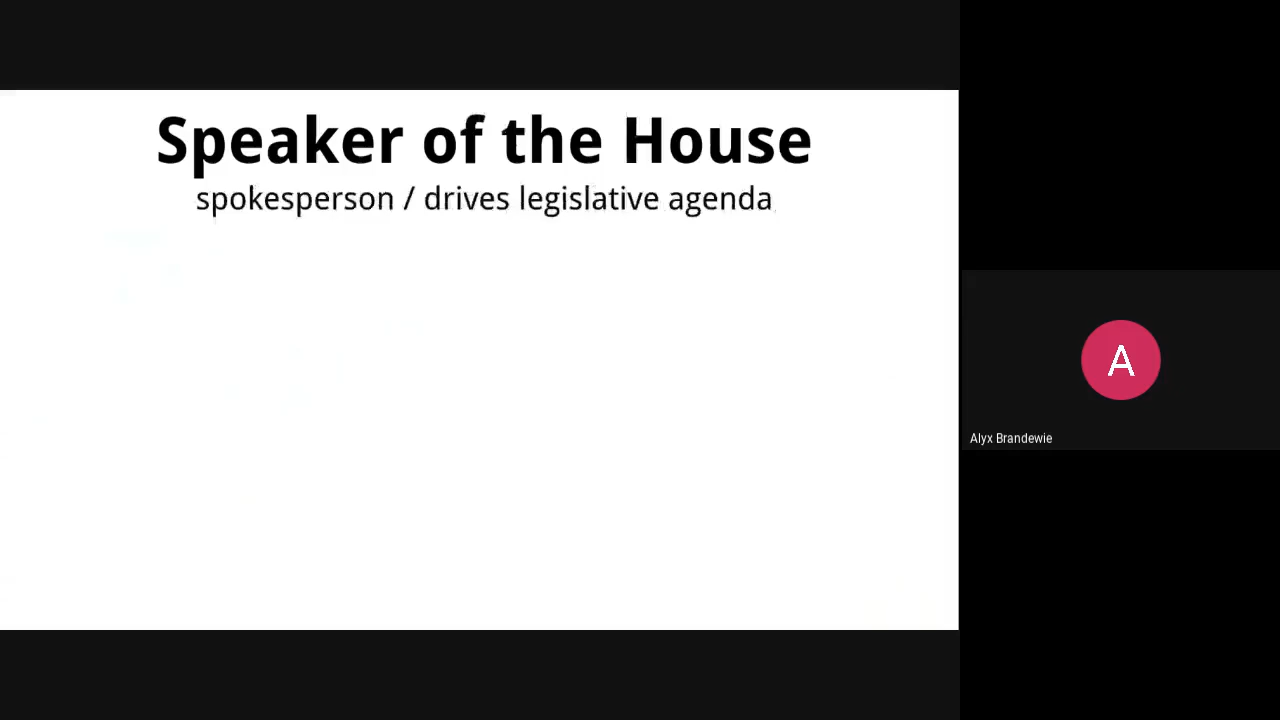 Speaker of the House
spokesperson / drives legislative agenda
A
Alyx Brandewie